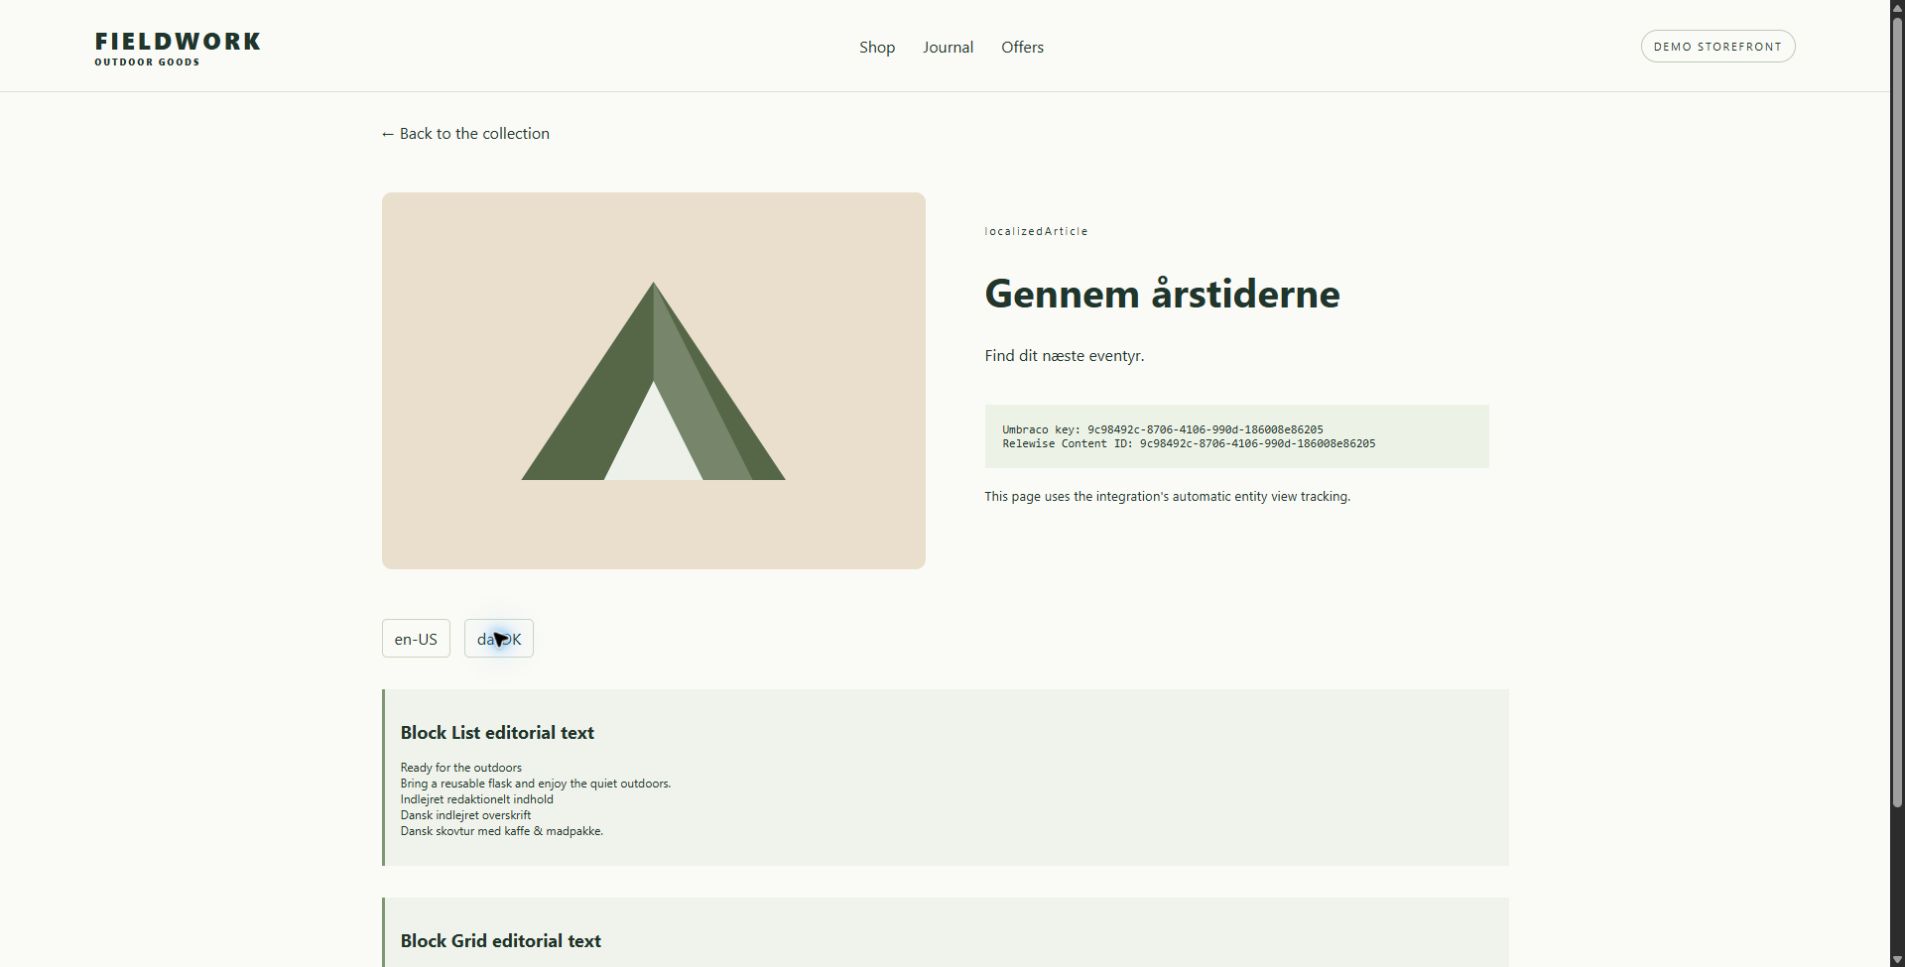 FIELDWORK
OUTDOOR GOODS
Shop
Journal
Offers
DEMO STOREFRONT
← Back to the collection
localizedArticle
Gennem årstiderne
Find dit næste eventyr.
Umbraco key: 9c98492c-8706-4106-990d-186008e86205
Relewise Content ID: 9c98492c-8706-4106-990d-186008e86205
This page uses the integration's automatic entity view tracking.
en-US
da-DK
Block List editorial text
Ready for the outdoors
Bring a reusable flask and enjoy the quiet outdoors.
Indlejret redaktionelt indhold
Dansk indlejret overskrift
Dansk skovtur med kaffe & madpakke.
Block Grid editorial text